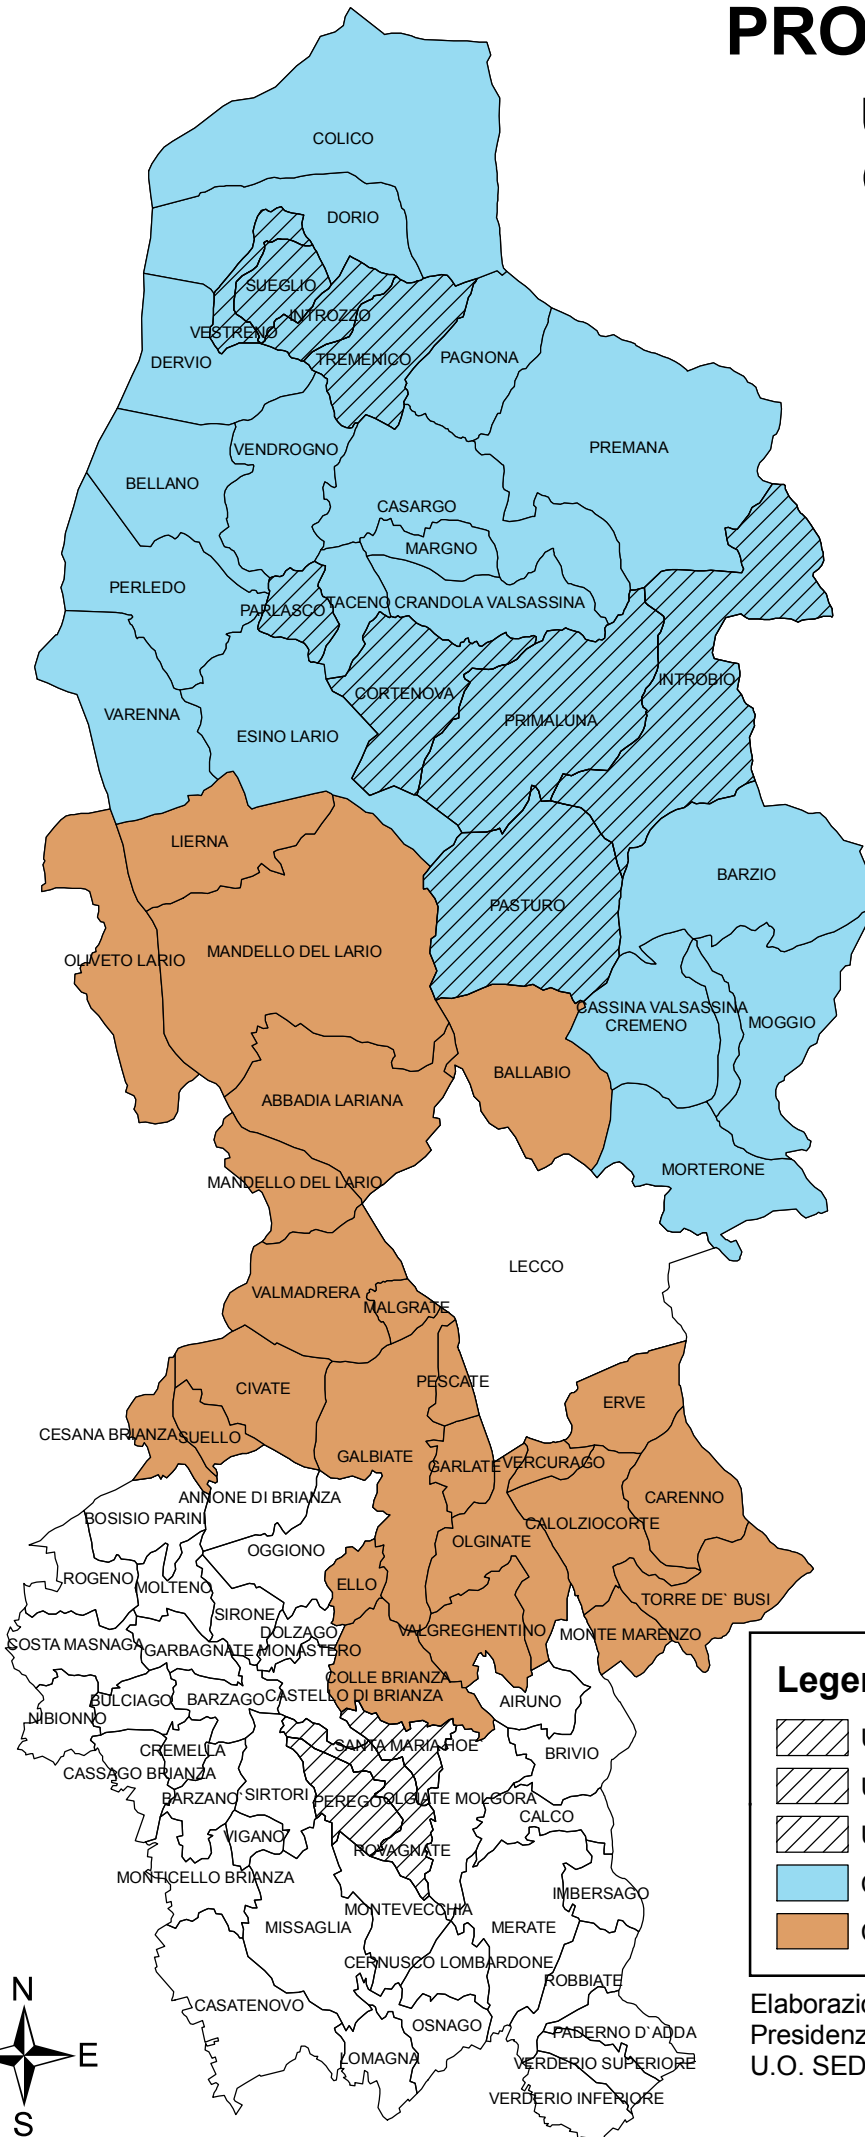 PRO
COLICO
DORIO
SUEGLIO
INTROZZO
VESTRENO
TREMENICO
PAGNONA
DERVIO
VENDROGNO
PREMANA
BELLANO
CASARGO
MARGNO
PERLEDO
PARLASCO
TACENO
CRANDOLA VALSASSINA
CORTENOVA
INTROBIO
VARENNA
PRIMALUNA
ESINO LARIO
LIERNA
BARZIO
PASTURO
MANDELLO DEL LARIO
OLIVETO LARIO
CASSINA VALSASSINA
CREMENO
MOGGIO
BALLABIO
ABBADIA LARIANA
MORTERONE
MANDELLO DEL LARIO
LECCO
VALMADRERA
MALGRATE
PESCATE
CIVATE
ERVE
CESANA BRIANZA
SUELLO
GALBIATE
GARLATE
VERCURAGO
CARENNO
ANNONE DI BRIANZA
BOSISIO PARINI
CALOLZIOCORTE
OLGINATE
OGGIONO
ROGENO
MOLTENO
ELLO
TORRE DE` BUSI
SIRONE
DOLZAGO
VALGREGHENTINO
MONTE MARENZO
COSTA MASNAGA
GARBAGNATE MONASTERO
COLLE BRIANZA
BULCIAGO
BARZAGO
CASTELLO DI BRIANZA
AIRUNO
NIBIONNO
CREMELLA
SANTA MARIA HOE
BRIVIO
CASSAGO BRIANZA
BARZANO`
SIRTORI
PEREGO
OLGIATE MOLGORA
CALCO
VIGANO
ROVAGNATE
MONTICELLO BRIANZA
IMBERSAGO
MONTEVECCHIA
MISSAGLIA
MERATE
CERNUSCO LOMBARDONE
ROBBIATE
CASATENOVO
OSNAGO
PADERNO D`ADDA
LOMAGNA
VERDERIO SUPERIORE
VERDERIO INFERIORE
N
E
S
Lege
Elaborazi
Presidenz
U.O. SED